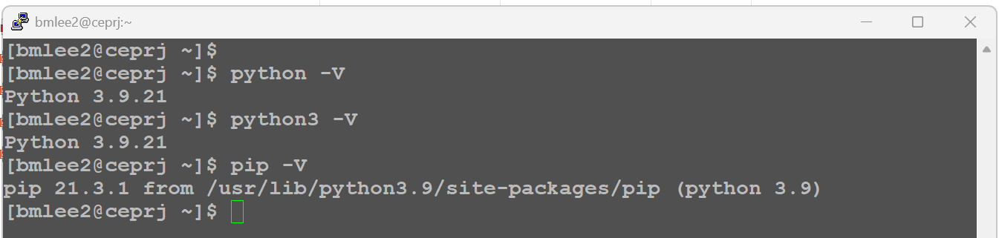 bmlee2@ceprj:~
[bmlee2@ceprj ~]$
[bmlee2@ceprj ~]$ python -V
Python 3.9.21
[bmlee2@ceprj ~]$ python3 -V
Python 3.9.21
[bmlee2@ceprj ~]$ pip -V
pip 21.3.1 from /usr/lib/python3.9/site-packages/pip (python 3.9)
[bmlee2@ceprj ~]$